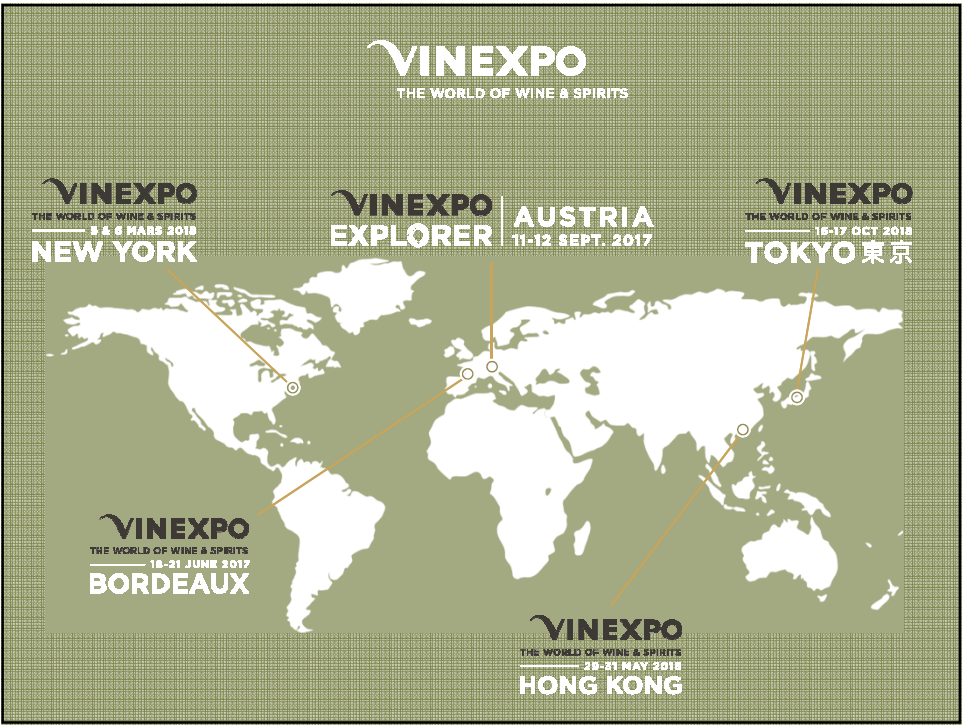 VINEXPO
THE WORLD OF WINE & SPIRITS
VINEXPO
THE WORLD OF WINE & SPIRITS
5 & 6 MARS 2018
NEW YORK
VINEXPO
EXPLORER
AUSTRIA
11-12 SEPT. 2017
VINEXPO
THE WORLD OF WINE & SPIRITS
15-17 OCT 2018
TOKYO 東京
VINEXPO
THE WORLD OF WINE & SPIRITS
18-21 JUNE 2017
BORDEAUX
VINEXPO
THE WORLD OF WINE & SPIRITS
29-31 MAY 2018
HONG KONG